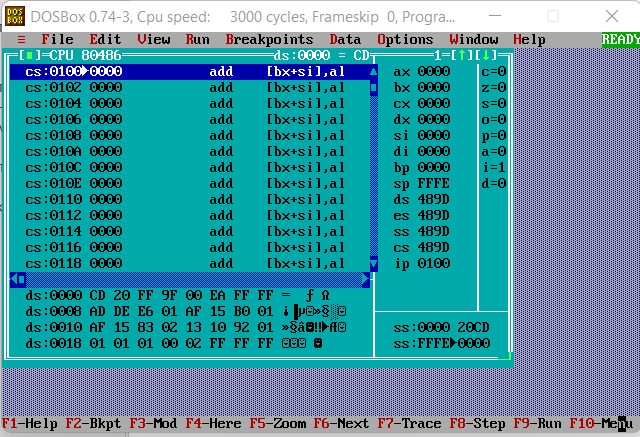 DOSBox 0.74-3, Cpu speed: 3000 cycles, Frameskip 0, Progra...
≡ File Edit View Run Breakpoints Data Options Window Help READY
[■]=CPU 80486 ds:0000 = CD 1=[↑][↓]
cs:0100►0000 add [bx+si],al ax 0000 c=0
cs:0102 0000 add [bx+si],al bx 0000 z=0
cs:0104 0000 add [bx+si],al cx 0000 s=0
cs:0106 0000 add [bx+si],al dx 0000 o=0
cs:0108 0000 add [bx+si],al si 0000 p=0
cs:010A 0000 add [bx+si],al di 0000 a=0
cs:010C 0000 add [bx+si],al bp 0000 i=1
cs:010E 0000 add [bx+si],al sp FFFE d=0
cs:0110 0000 add [bx+si],al ds 489D
cs:0112 0000 add [bx+si],al es 489D
cs:0114 0000 add [bx+si],al ss 489D
cs:0116 0000 add [bx+si],al cs 489D
cs:0118 0000 add [bx+si],al ip 0100
ds:0000 CD 20 FF 9F 00 EA FF FF = ƒ Ω
ds:0008 AD DE E6 01 AF 15 B0 01 ¡▐µ☺»§░☺
ds:0010 AF 15 83 02 13 10 92 01 »§â☻‼►Æ☺ ss:0000 20CD
ds:0018 01 01 01 00 02 FF FF FF ☺☺☺ ☻ ss:FFFE►0000
F1-Help F2-Bkpt F3-Mod F4-Here F5-Zoom F6-Next F7-Trace F8-Step F9-Run F10-Menu